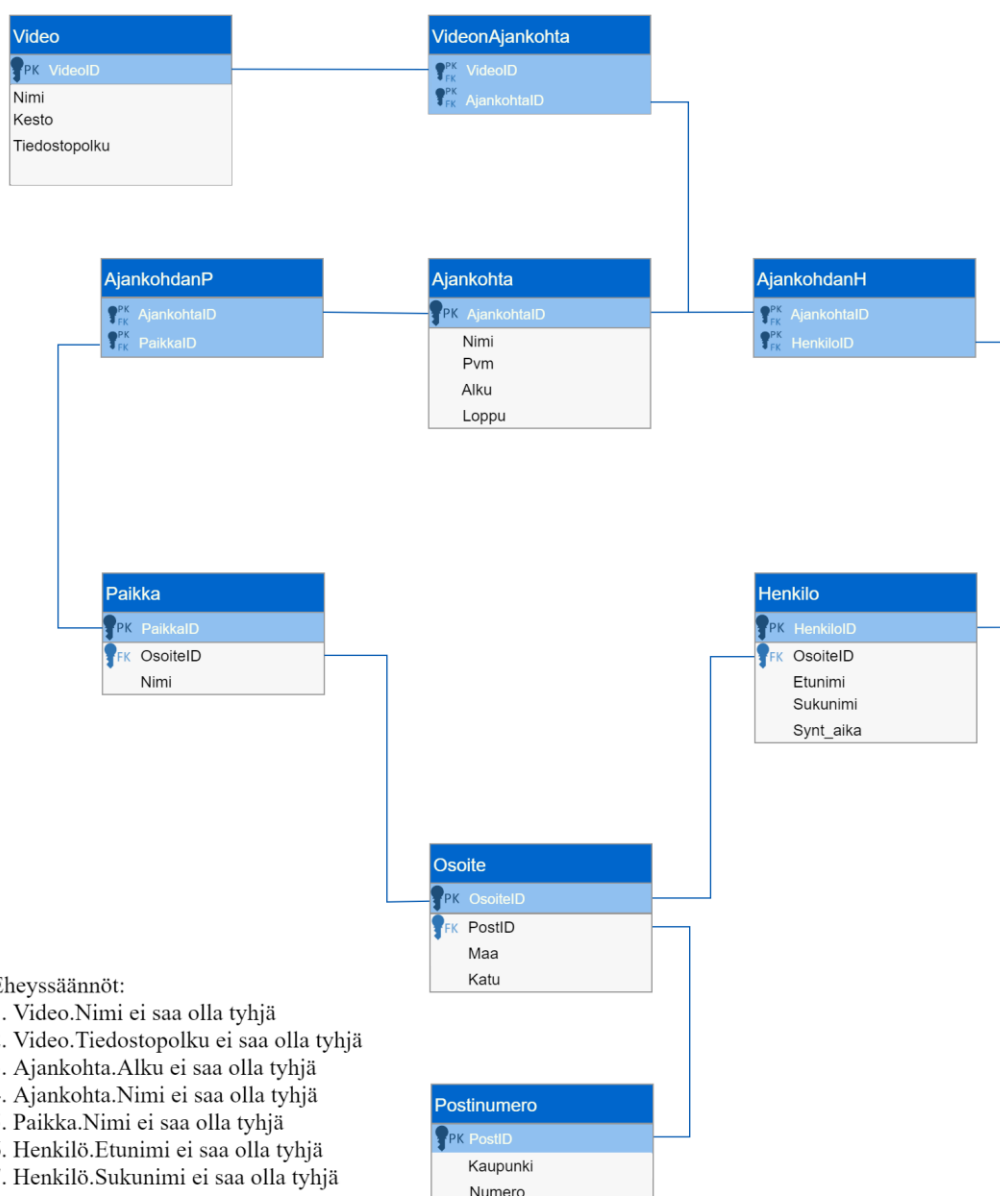 Video
PK VideoID
Nimi
Kesto
Tiedostopolku
VideonAjankohta
PK FK VideoID
PK FK AjankohtaID
AjankohdanP
PK FK AjankohtaID
PK FK PaikkaID
Ajankohta
PK AjankohtaID
Nimi
Pvm
Alku
Loppu
AjankohdanH
PK FK AjankohtaID
PK FK HenkiloID
Paikka
PK PaikkaID
FK OsoiteID
Nimi
Henkilo
PK HenkiloID
FK OsoiteID
Etunimi
Sukunimi
Synt_aika
Osoite
PK OsoiteID
FK PostID
Maa
Katu
Eheyssäännöt:
. Video.Nimi ei saa olla tyhjä
. Video.Tiedostopolku ei saa olla tyhjä
. Ajankohta.Alku ei saa olla tyhjä
. Ajankohta.Nimi ei saa olla tyhjä
. Paikka.Nimi ei saa olla tyhjä
. Henkilö.Etunimi ei saa olla tyhjä
. Henkilö.Sukunimi ei saa olla tyhjä
Postinumero
PK PostID
Kaupunki
Numero